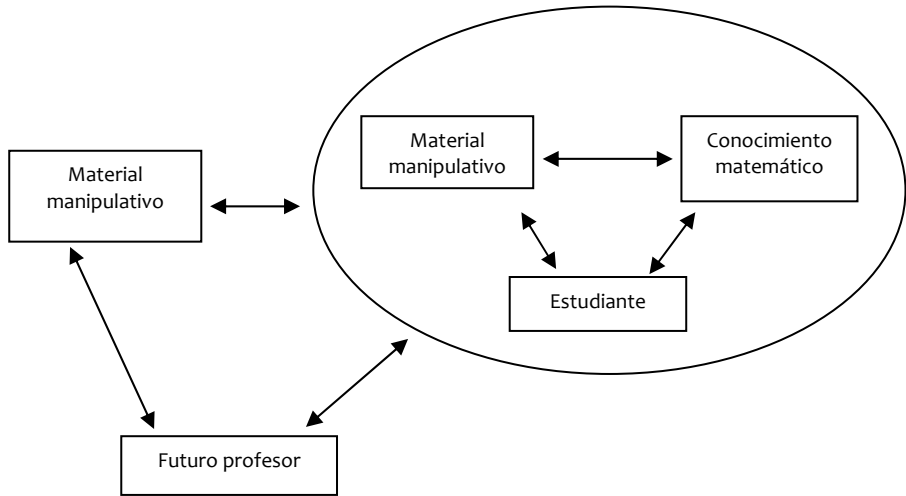 Material
manipulativo
Material
manipulativo
Conocimiento
matemático
Estudiante
Futuro profesor